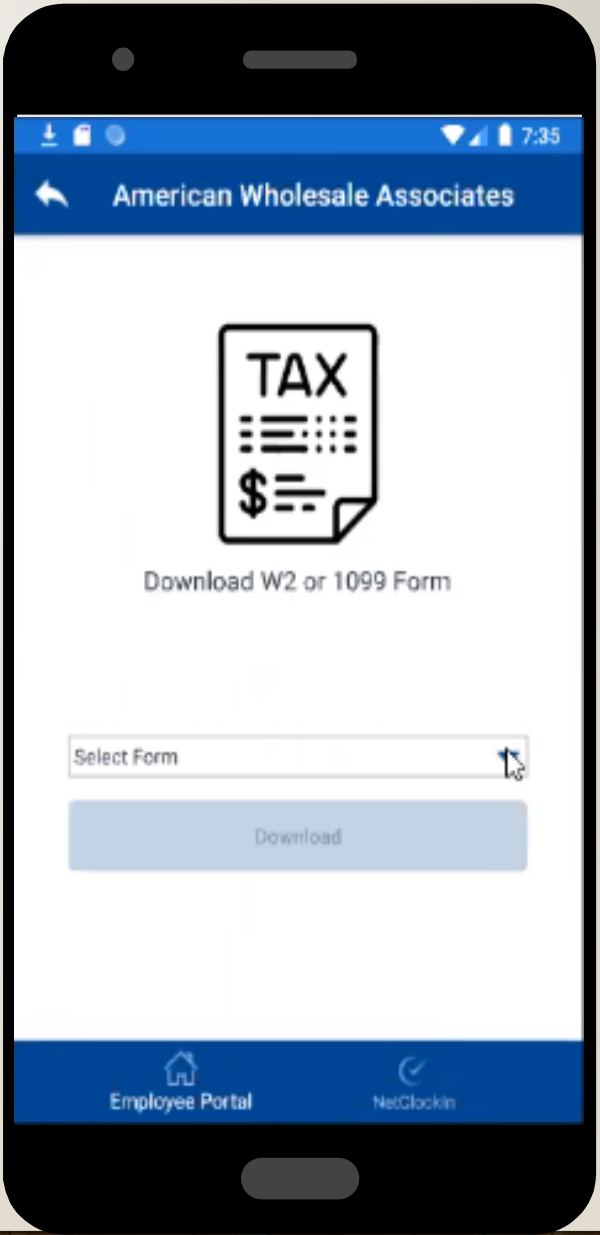 7:35
American Wholesale Associates
TAX
$
Download W2 or 1099 Form
Select Form
Download
Employee Portal
NetClockIn